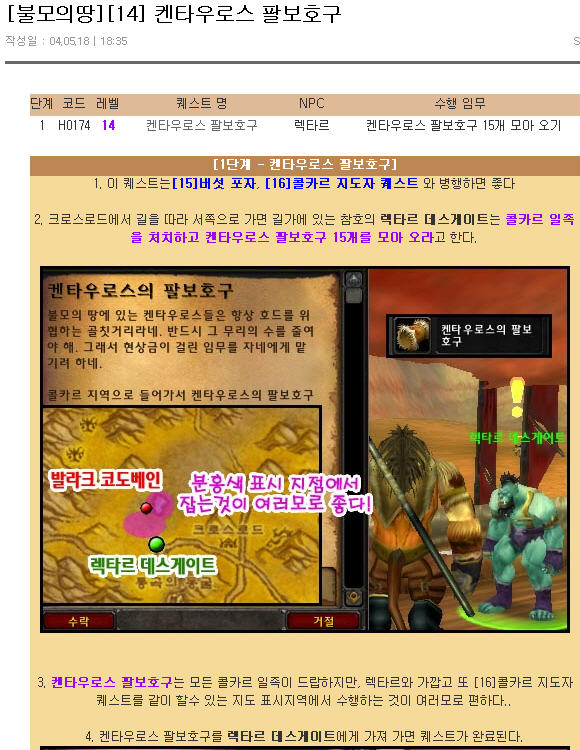 [불모의땅][14] 켄타우로스 팔보호구
작성일 : 04.05.18 | 18:35
S
단계 코드 레벨 퀘스트 명 NPC 수행 임무
1 H0174 14 켄타우로스 팔보호구 렉타르 켄타우로스 팔보호구 15개 모아 오기
[1단계 - 켄타우로스 팔보호구]
1. 이 퀘스트는[15]버섯 포자, [16]콜카르 지도자 퀘스트 와 병행하면 좋다
2. 크로스로드에서 길을 따라 서쪽으로 가면 길가에 있는 참호의 렉타르 데스게이트는 콜카르 일족
을 처치하고 켄타우로스 팔보호구 15개를 모아 오라고 한다.
켄타우로스의 팔보호구
불모의 땅에 있는 켄타우로스들은 항상 호드를 위
협하는 골칫거리라네. 반드시 그 무리의 수를 줄여
야 해. 그래서 현상금이 걸린 임무를 자네에게 맡
기려 하네.
콜카르 지역으로 들어가서 켄타우로스의 팔보호구
켄타우로스의 팔보
호구
렉타르 데스게이트
발라크 코도베인
분홍색 표시 지점에서
잡는것이 여러모로 좋다!
크로스로드
렉타르 데스게이트
통곡의 동굴
수락
거절
3. 켄타우로스 팔보호구는 모든 콜카르 일족이 드랍하지만, 렉타르와 가깝고 또 [16]콜카르 지도자
퀘스트를 같이 할수 있는 지도 표시지역에서 수행하는 것이 여러모로 편하다..
4. 켄타우로스 팔보호구를 렉타르 데스게이트에게 가져 가면 퀘스트가 완료된다.